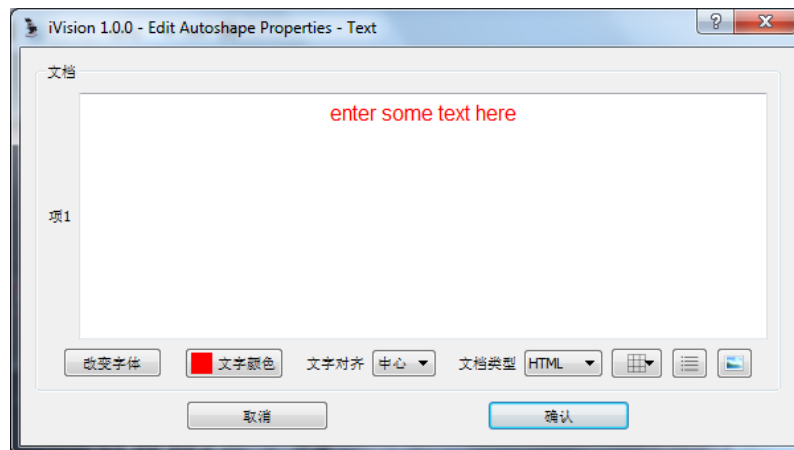 iVision 1.0.0 - Edit Autoshape Properties - Text
文档
enter some text here
项1
改变字体 文字颜色 文字对齐 中心 文档类型 HTML
取消 确认